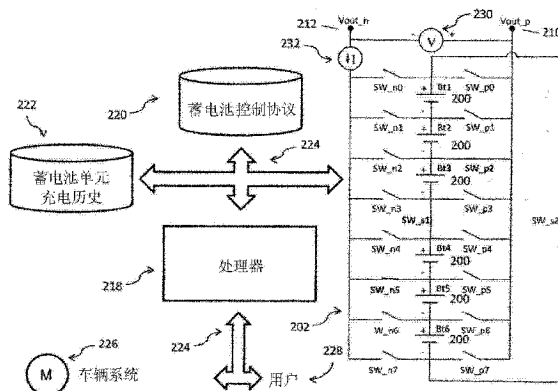 212
Vout_n
230
Vout_p
210
232
V
I
222
220
蓄电池控制协议
224
蓄电池单元
充电历史
218
处理器
224
202
226
M
车辆系统
用户
228
SW_n0
Bt1
200
SW_p0
SW_n1
Bt2
200
SW_p1
SW_n2
Bt3
200
SW_p2
SW_n3
SW_s1
SW_p3
SW_s2
SW_n4
Bt4
200
SW_p4
SW_n5
Bt5
200
SW_p5
W_n6
Bt6
200
SW_p6
SW_n7
SW_p7